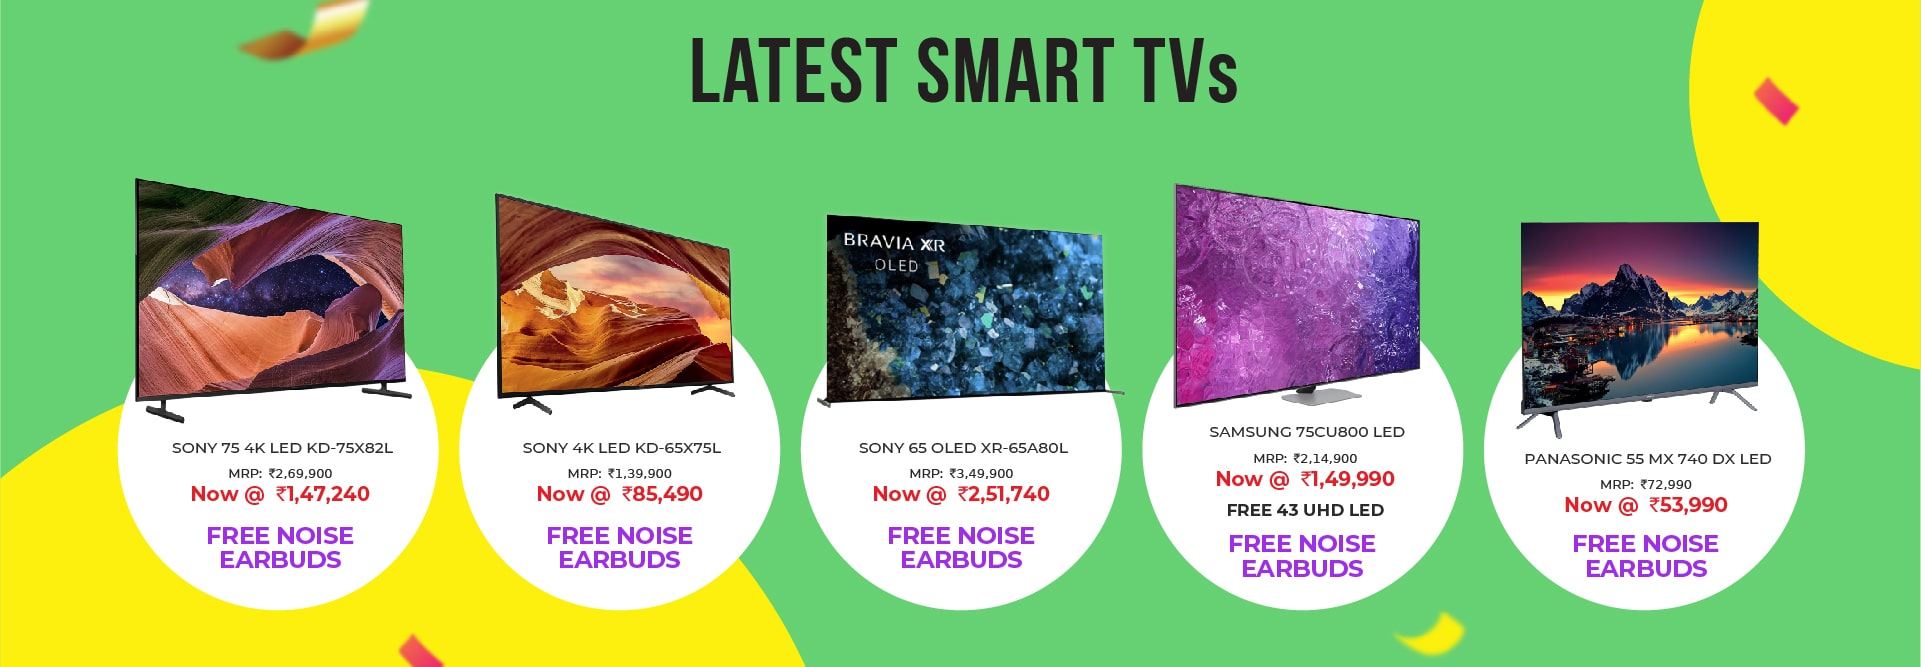 LATEST SMART TVs
BRAVIA XR
OLED
SONY 75 4K LED KD-75X82L
MRP: ₹2,69,900
Now @ ₹1,47,240
FREE NOISE
EARBUDS
SONY 4K LED KD-65X75L
MRP: ₹1,39,900
Now @ ₹85,490
FREE NOISE
EARBUDS
SONY 65 OLED XR-65A80L
MRP: ₹3,49,900
Now @ ₹2,51,740
FREE NOISE
EARBUDS
SAMSUNG 75CU800 LED
MRP: ₹2,14,900
Now @ ₹1,49,990
FREE 43 UHD LED
FREE NOISE
EARBUDS
PANASONIC 55 MX 740 DX LED
MRP: ₹72,990
Now @ ₹53,990
FREE NOISE
EARBUDS